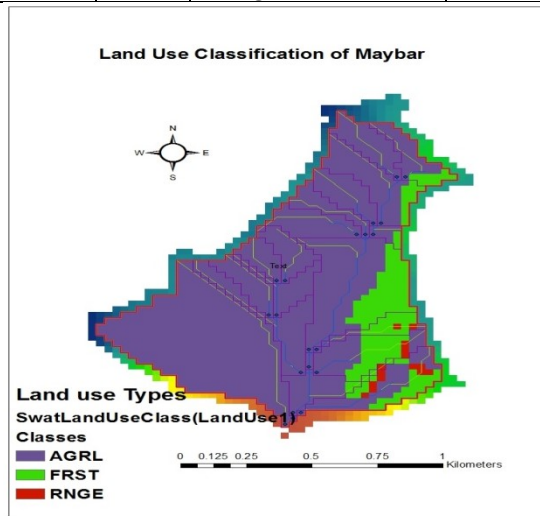 Land Use Classification of Maybar
N
W E
S
Text
Land use Types
SwatLandUseClass(LandUse1)
Classes
AGRL
FRST
RNGE
0 0.125 0.25 0.5 0.75 1
Kilometers